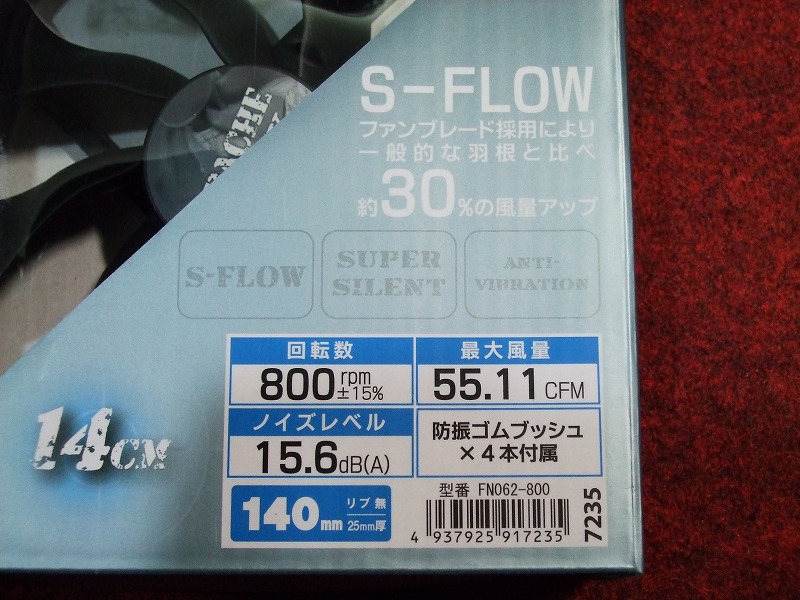 S-FLOW
ファンブレード採用により
一般的な羽根と比べ
約30%の風量アップ
S-FLOW
SUPER
SILENT
ANTI-
VIBRATION
回転数
800rpm
±15%
最大風量
55.11CFM
ノイズレベル
15.6dB(A)
防振ゴムブッシュ
×4本付属
14CM
140mm
リブ無
25mm厚
型番 FN062-800
4 937925 917235
7235